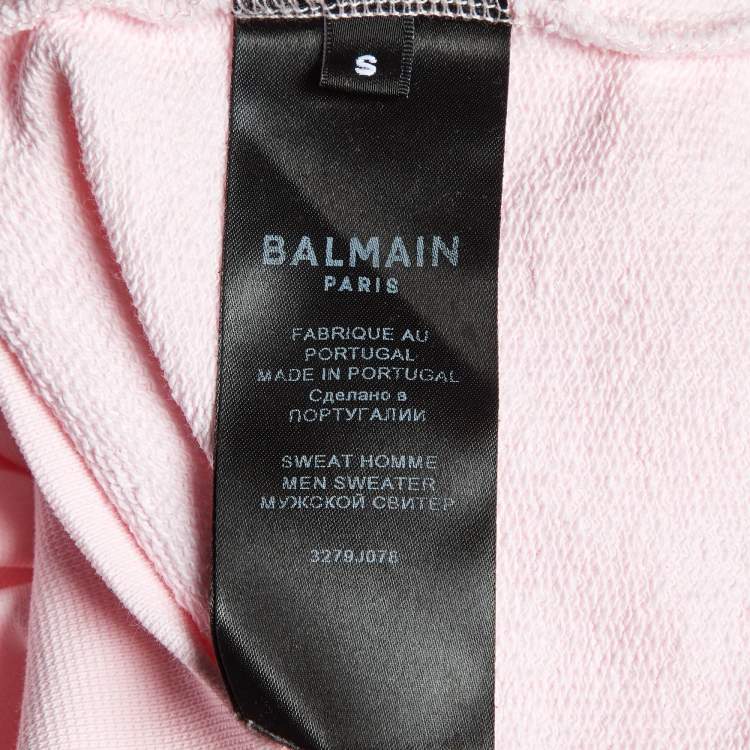 S
BALMAIN
PARIS
FABRIQUE AU
PORTUGAL
MADE IN PORTUGAL
Сделано в
ПОРТУГАЛИИ
SWEAT HOMME
MEN SWEATER
МУЖСКОЙ СВИТЕР
3279J078